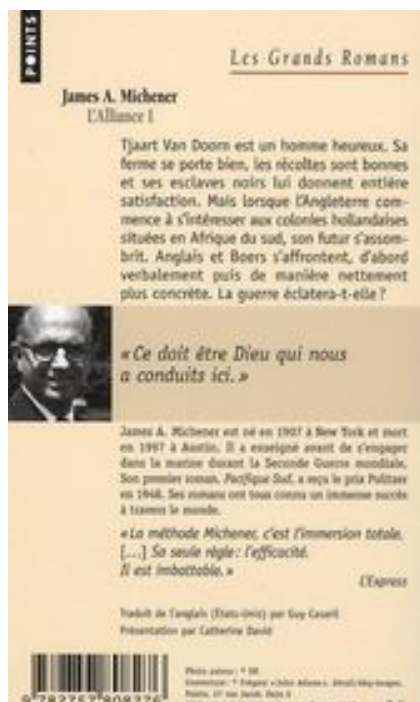 POINTS
Les Grands Romans
James A. Michener
L'Alliance 1
Tjaart Van Doorn est un homme heureux. Sa
ferme se porte bien, les récoltes sont bonnes
et ses esclaves noirs lui donnent entière
satisfaction. Mais lorsque l'Angleterre com-
mence à s'intéresser aux colonies hollandaises
situées en Afrique du sud, son futur s'assom-
brit. Anglais et Boers s'affrontent, d'abord
verbalement puis de manière nettement
plus concrète. La guerre éclatera-t-elle ?
« Ce doit être Dieu qui nous
a conduits ici. »
James A. Michener est né en 1907 à New York et mort
en 1997 à Austin. Il a enseigné avant de s'engager
dans la marine durant la Seconde Guerre mondiale.
Son premier roman, Pacifique Sud, a reçu le prix Pulitzer
en 1948. Ses romans ont tous connu un immense succès
à travers le monde.
« La méthode Michener, c'est l'immersion totale.
[…] Sa seule règle : l'efficacité.
Il est imbattable. »
L'Express
Traduit de l'anglais (États-Unis) par Guy Casaril
Présentation par Catherine David
Photo auteur : © DR
9 782757 808276